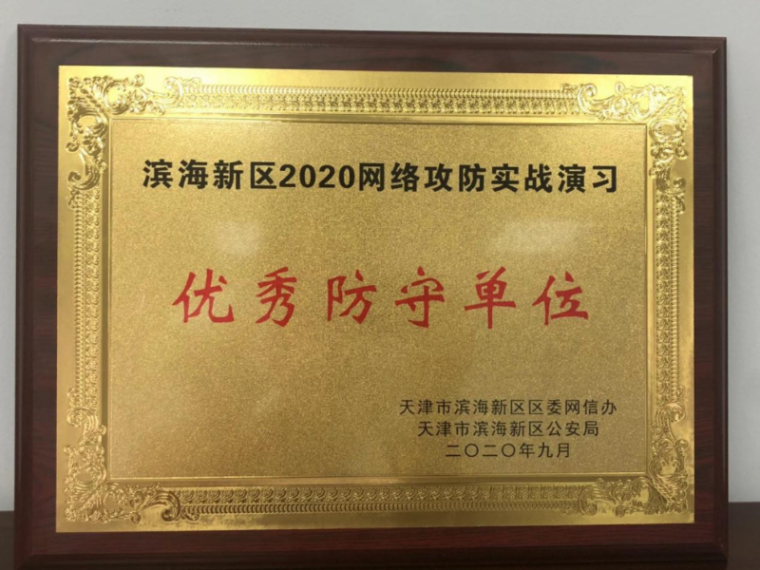 滨海新区2020网络攻防实战演习
优秀防守单位
天津市滨海新区区委网信办
天津市滨海新区公安局
二〇二〇年九月